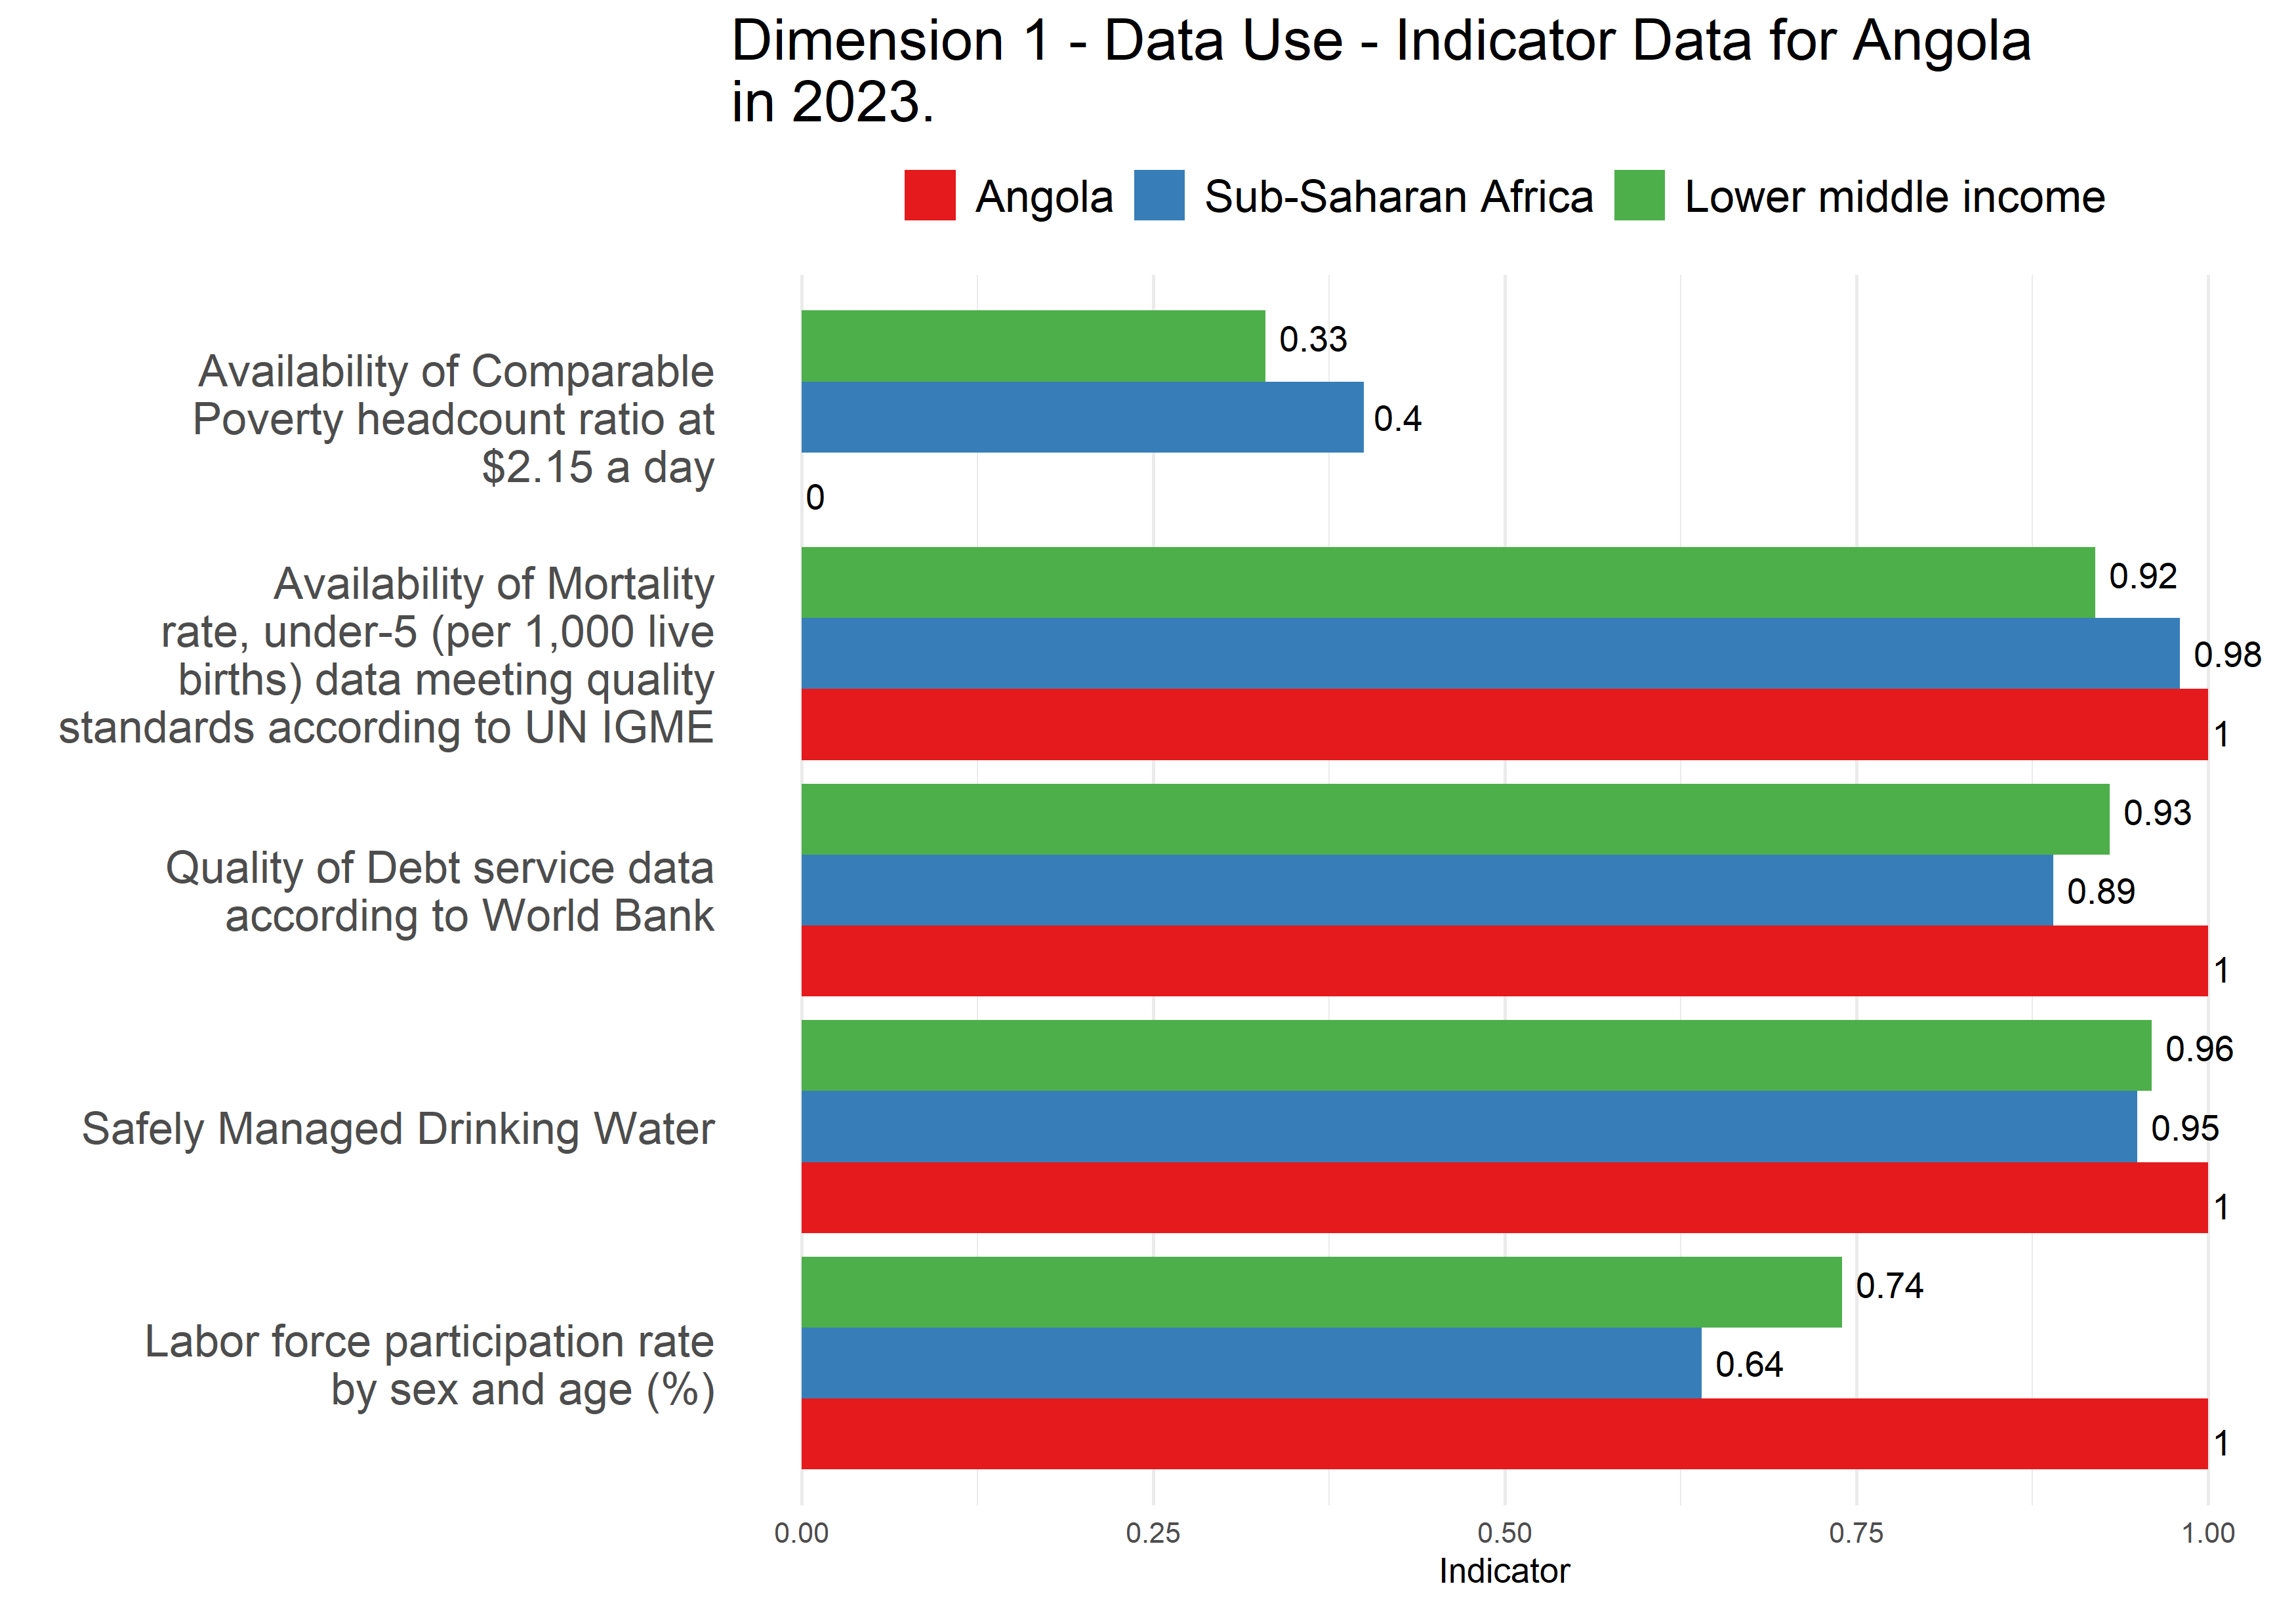 Dimension 1 - Data Use - Indicator Data for Angola
in 2023.
Angola
Sub-Saharan Africa
Lower middle income
Availability of Comparable
Poverty headcount ratio at
$2.15 a day
0.33
0.4
0
Availability of Mortality
rate, under-5 (per 1,000 live
births) data meeting quality
standards according to UN IGME
0.92
0.98
1
Quality of Debt service data
according to World Bank
0.93
0.89
1
Safely Managed Drinking Water
0.96
0.95
1
Labor force participation rate
by sex and age (%)
0.74
0.64
1
0.00
0.25
0.50
0.75
1.00
Indicator